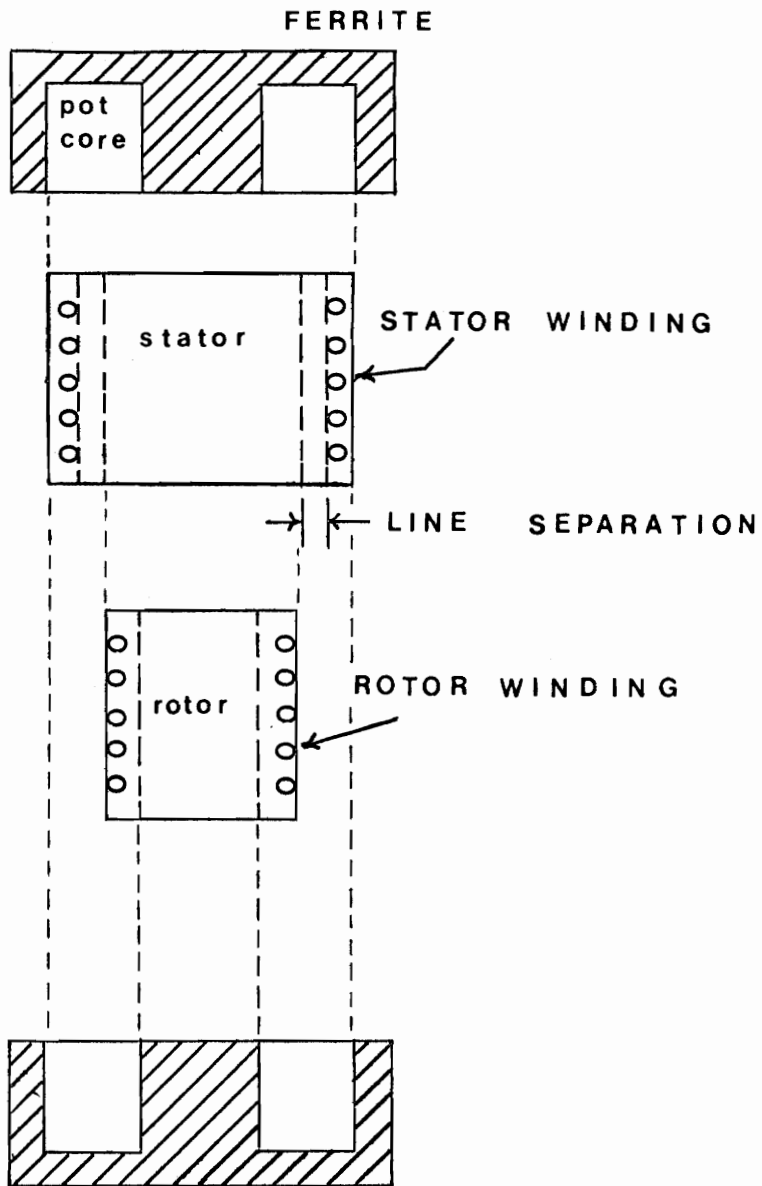 FERRITE
pot
core
stator
STATOR WINDING
LINE SEPARATION
rotor
ROTOR WINDING